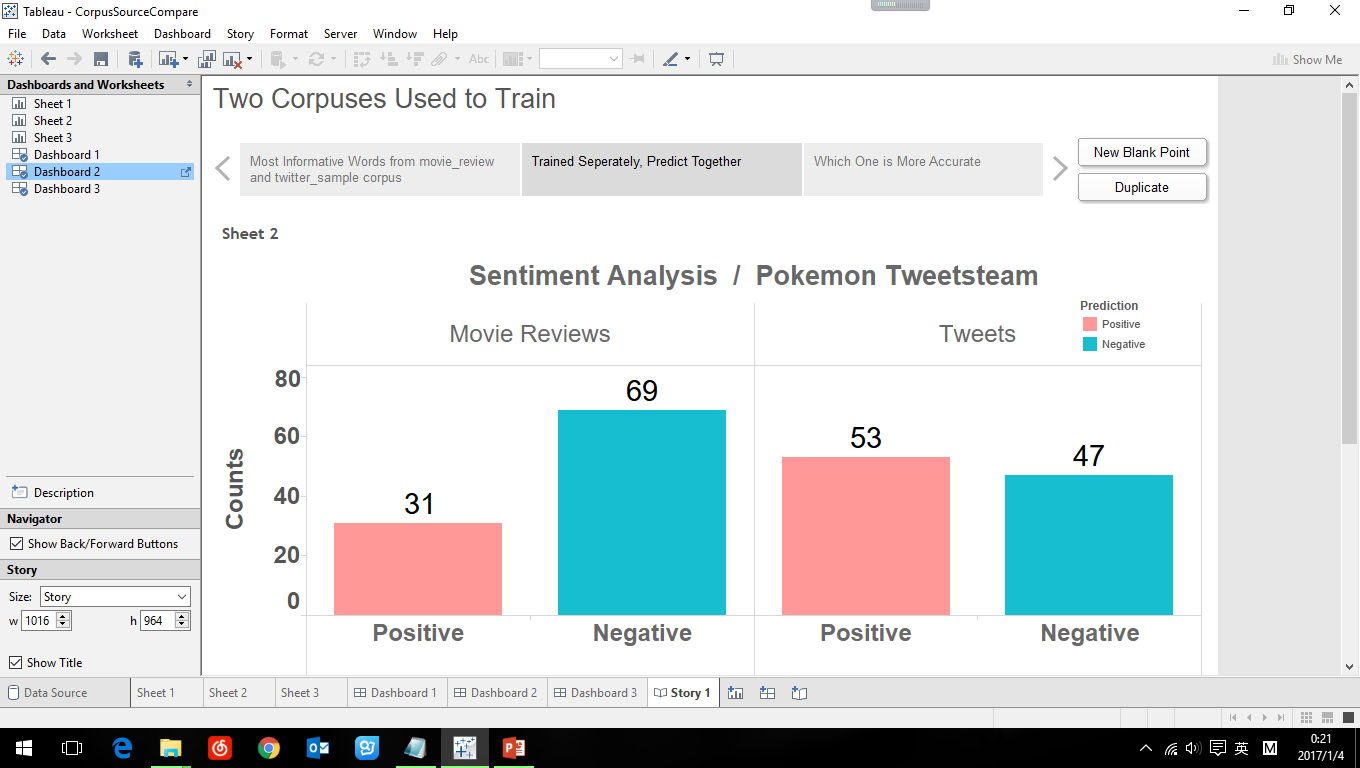 Tableau - CorpusSourceCompare
File Data Worksheet Dashboard Story Format Server Window Help
Abc
Show Me
Dashboards and Worksheets
Sheet 1
Sheet 2
Sheet 3
Dashboard 1
Dashboard 2
Dashboard 3
Description
Navigator
Show Back/Forward Buttons
Story
Size: Story
w 1016 h 964
Show Title
Two Corpuses Used to Train
Most Informative Words from movie_review
and twitter_sample corpus
Trained Seperately, Predict Together
Which One is More Accurate
New Blank Point
Duplicate
Sheet 2
Sentiment Analysis / Pokemon Tweetsteam
Prediction
Positive
Negative
Movie Reviews
Tweets
Counts
80
60
40
20
0
31
69
53
47
Positive
Negative
Positive
Negative
Data Source Sheet 1 Sheet 2 Sheet 3 Dashboard 1 Dashboard 2 Dashboard 3 Story 1
英 M
0:21
2017/1/4